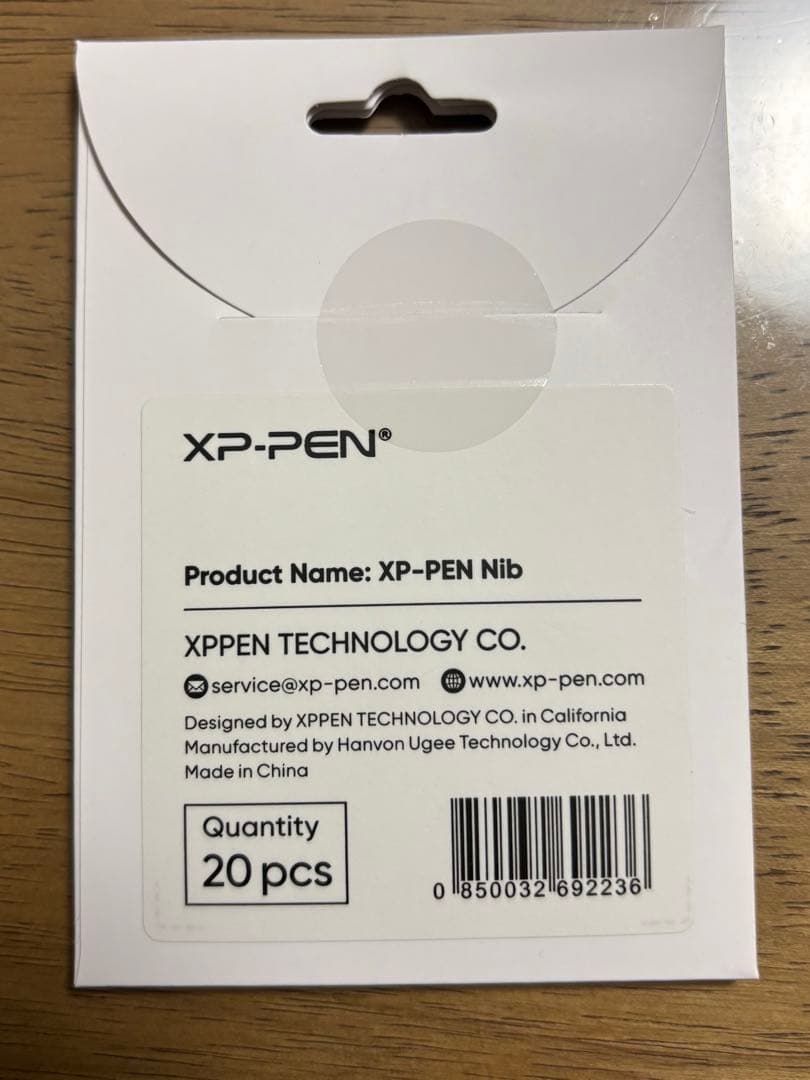 XP-PEN®
Product Name: XP-PEN Nib
XPPEN TECHNOLOGY CO.
service@xp-pen.com www.xp-pen.com
Designed by XPPEN TECHNOLOGY CO. in California
Manufactured by Hanvon Ugee Technology Co., Ltd.
Made in China
Quantity
20 pcs
0 850032 692236